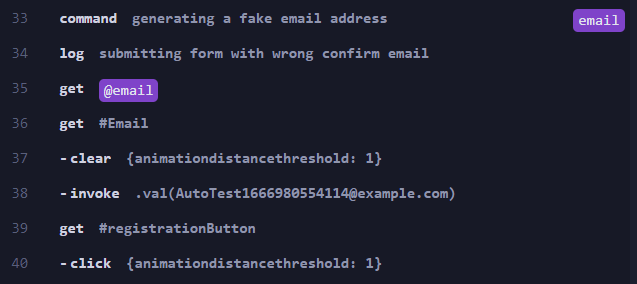 33 command generating a fake email address email
34 log submitting form with wrong confirm email
35 get @email
36 get #Email
37 -clear {animationdistancethreshold: 1}
38 -invoke .val(AutoTest1666980554114@example.com)
39 get #registrationButton
40 -click {animationdistancethreshold: 1}